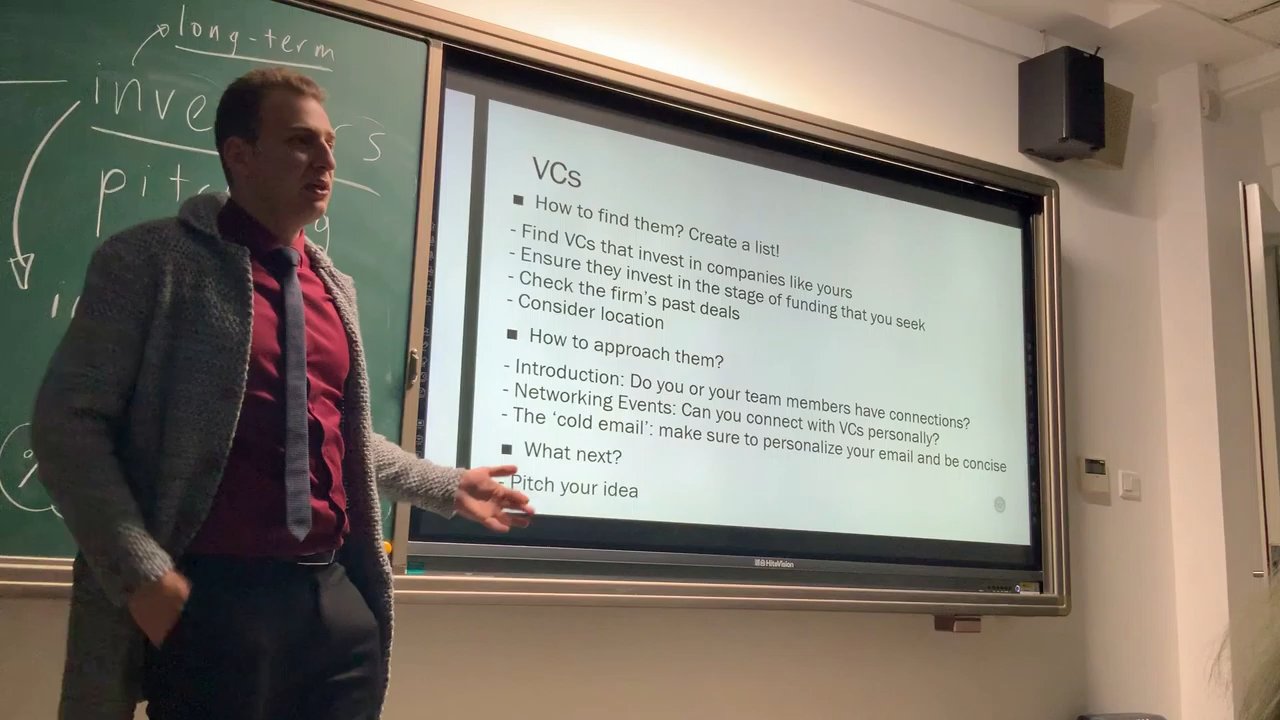 long-term
pitc
VCs
■ How to find them? Create a list!
- Find VCs that invest in companies like yours
- Ensure they invest in the stage of funding that you seek
- Check the firm's past deals
- Consider location
■ How to approach them?
- Introduction: Do you or your team members have connections?
- Networking Events: Can you connect with VCs personally?
- The 'cold email': make sure to personalize your email and be concise
■ What next?
- Pitch your idea
HiteVision